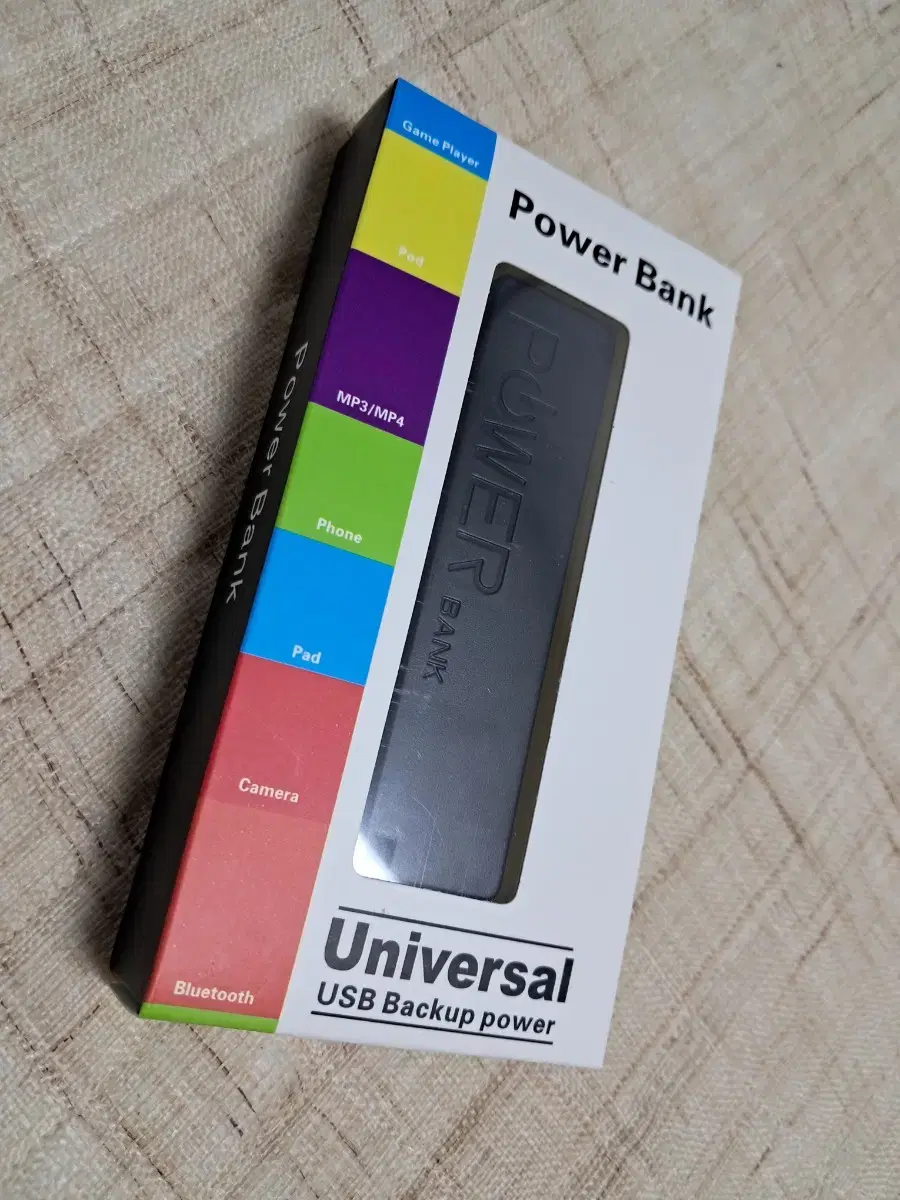 Game Player
Pod
MP3/MP4
Phone
Pad
Camera
Bluetooth
Power Bank
Power Bank
POWER BANK
Universal
USB Backup power